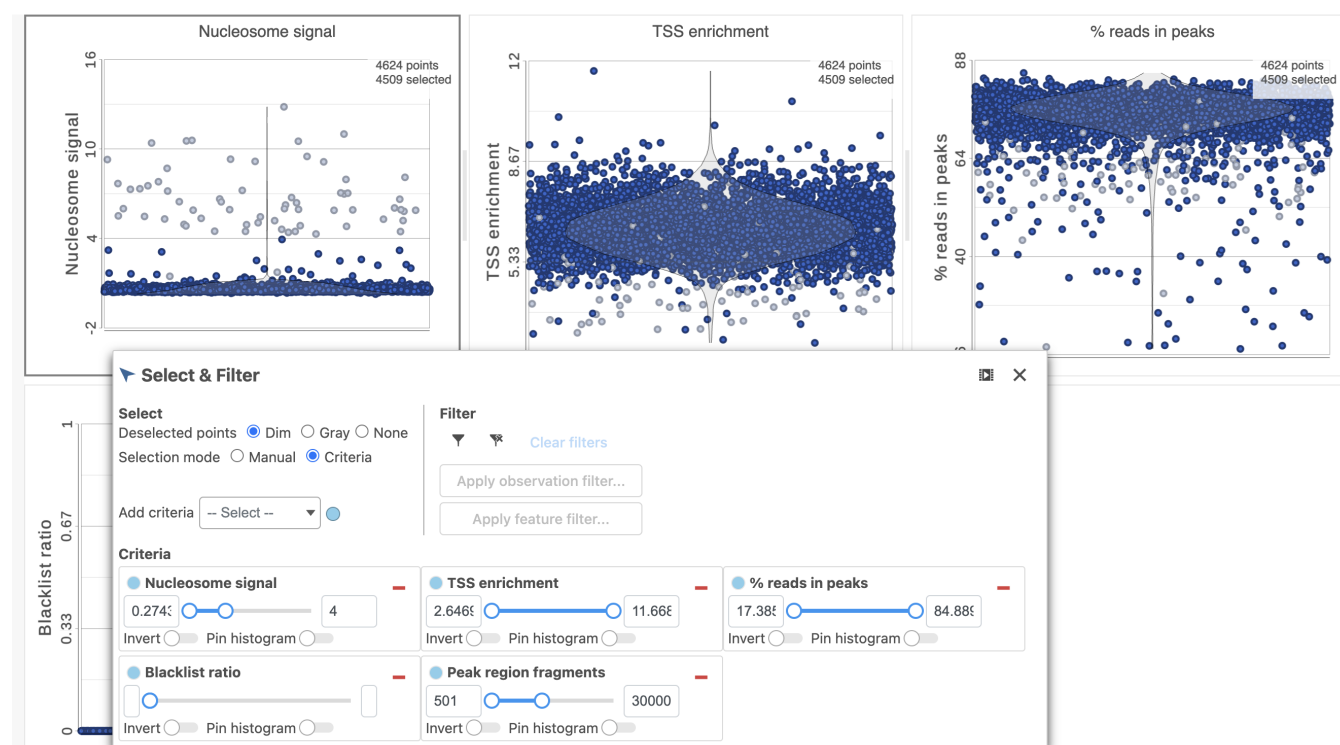 Nucleosome signal
4624 points
4509 selected
16
10
4
-2
Nucleosome signal
TSS enrichment
4624 points
4509 selected
12
8.67
5.33
TSS enrichment
% reads in peaks
4624 points
4509 selected
88
64
40
% reads in peaks
Select & Filter
Select
Deselected points Dim Gray None
Selection mode Manual Criteria
Add criteria -- Select --
Filter
Clear filters
Apply observation filter...
Apply feature filter...
Criteria
Nucleosome signal
0.274 4
Invert Pin histogram
TSS enrichment
2.646 11.66
Invert Pin histogram
% reads in peaks
17.38 84.88
Invert Pin histogram
Blacklist ratio
Invert Pin histogram
Peak region fragments
501 30000
Invert Pin histogram
1
0.67
0.33
0
Blacklist ratio